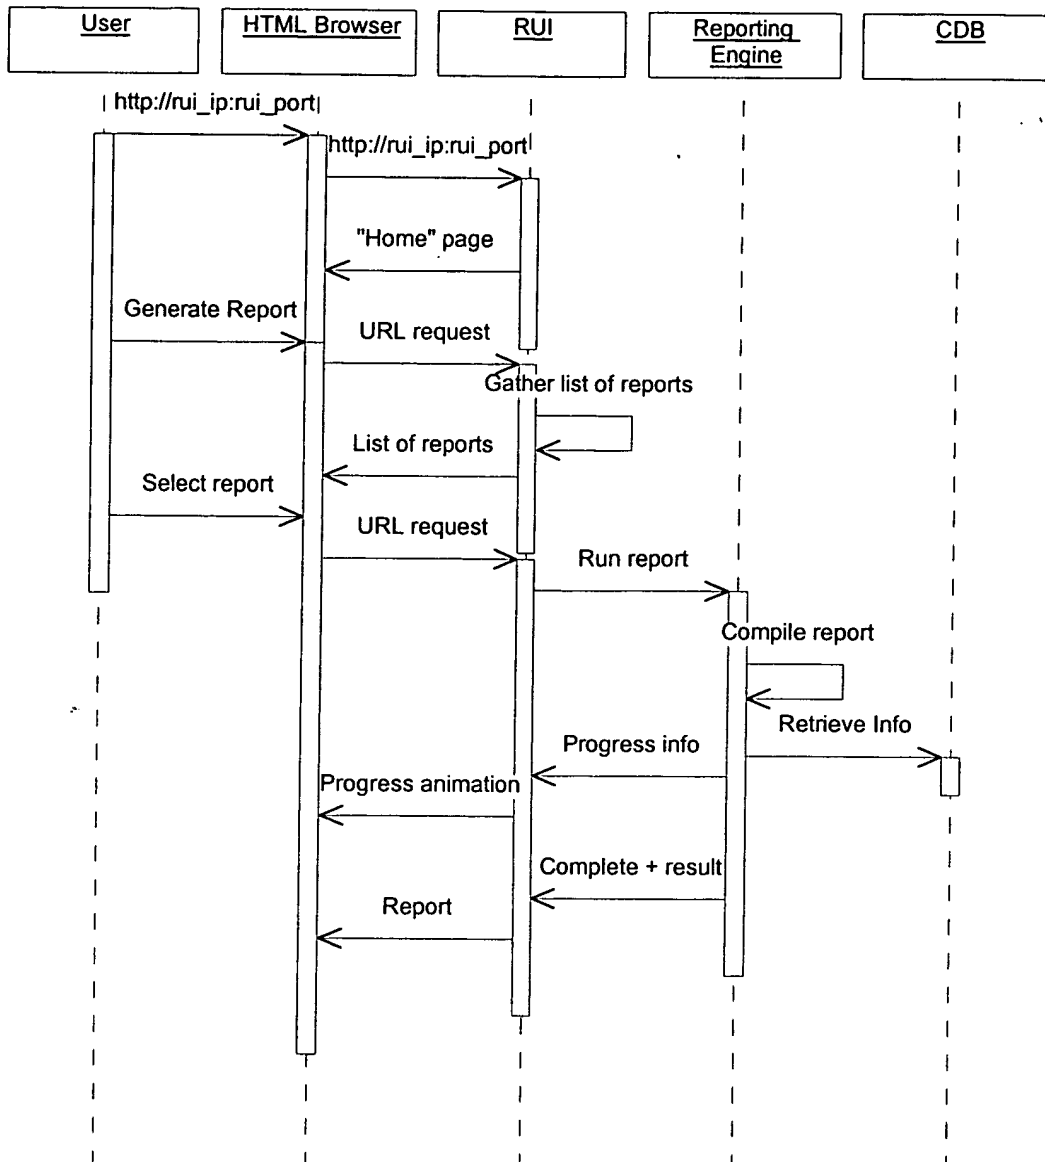 User
HTML Browser
RUI
Reporting
Engine
CDB
http://rui_ip:rui_port
http://rui_ip:rui_port
"Home" page
Generate Report
URL request
Gather list of reports
List of reports
Select report
URL request
Run report
Compile report
Retrieve Info
Progress info
Progress animation
Complete + result
Report